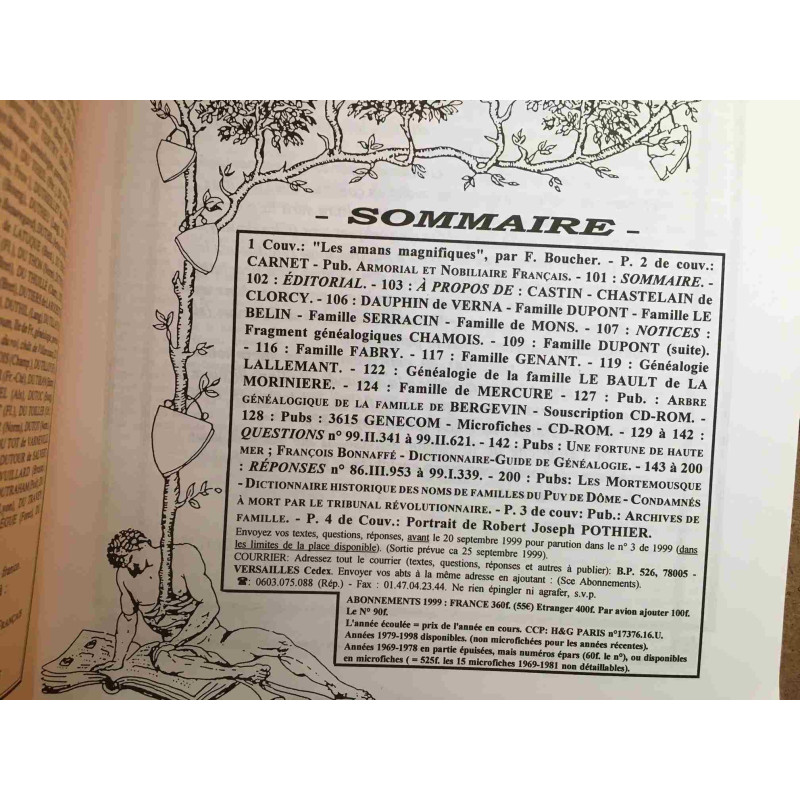 - SOMMAIRE -
1 Couv.: "Les amans magnifiques", par F. Boucher. - P. 2 de couv.:
CARNET - Pub. ARMORIAL ET NOBILIAIRE FRANÇAIS. - 101 : SOMMAIRE. -
102 : ÉDITORIAL. - 103 : À PROPOS DE : CASTIN - CHASTELAIN de
CLORCY. - 106 : DAUPHIN de VERNA - Famille DUPONT - Famille LE
BELIN - Famille SERRACIN - Famille de MONS. - 107 : NOTICES :
Fragment généalogiques CHAMOIS. - 109 : Famille DUPONT (suite).
- 116 : Famille FABRY. - 117 : Famille GENANT. - 119 : Généalogie
LALLEMANT. - 122 : Généalogie de la famille LE BAULT de LA
MORINIERE. - 124 : Famille de MERCURE - 127 : Pub. : ARBRE
GÉNÉALOGIQUE DE LA FAMILLE DE BERGEVIN - Souscription CD-ROM. -
128 : Pubs : 3615 GENECOM - Microfiches - CD-ROM. - 129 à 142 :
QUESTIONS n° 99.II.341 à 99.II.621. - 142 : Pubs : UNE FORTUNE DE HAUTE
MER ; FRANÇOIS BONNAFFÉ - DICTIONNAIRE-GUIDE DE GÉNÉALOGIE. - 143 à 200
: RÉPONSES n° 86.III.953 à 99.I.339. - 200 : Pubs: LES MORTEMOUSQUE
- DICTIONNAIRE HISTORIQUE DES NOMS DE FAMILLES DU PUY DE DÔME - CONDAMNÉS
À MORT PAR LE TRIBUNAL RÉVOLUTIONNAIRE. - P. 3 de couv: Pub.: ARCHIVES DE
FAMILLE. - P. 4 de Couv.: Portrait de Robert Joseph POTHIER.
Envoyez vos textes, questions, réponses, avant le 20 septembre 1999 pour parution dans le n° 3 de 1999 (dans
les limites de la place disponible). (Sortie prévue ca 25 septembre 1999).
COURRIER: Adressez tout le courrier (textes, questions, réponses et autres à publier): B.P. 526, 78005 -
VERSAILLES Cedex. Envoyer vos abts à la même adresse en ajoutant : (Sce Abonnements).
☎: 0603.075.088 (Rép.) - Fax : 01.47.04.23.44. Ne rien épingler ni agrafer, s.v.p.
ABONNEMENTS 1999 : FRANCE 360f. (55€) Etranger 400f. Par avion ajouter 100f.
Le N° 90f.
L'année écoulée = prix de l'année en cours. CCP: H&G PARIS n°17376.16.U.
Années 1979-1998 disponibles. (non microfichées pour les années récentes).
Années 1969-1978 en partie épuisées, mais numéros épars (60f. le n°), ou disponibles
en microfiches ( = 525f. les 15 microfiches 1969-1981 non détaillables).